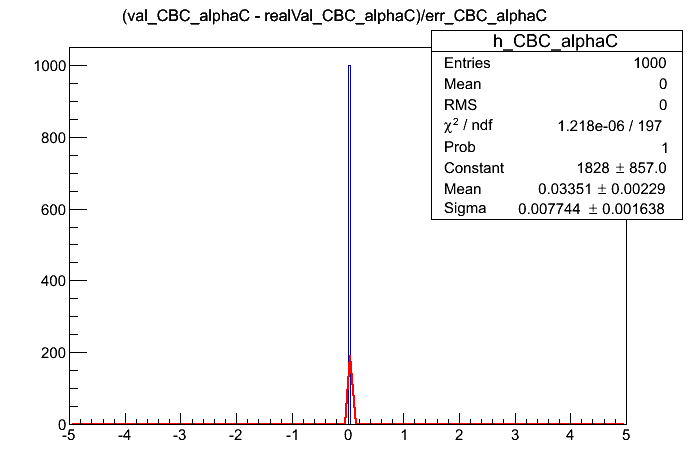 (val_CBC_alphaC - realVal_CBC_alphaC)/err_CBC_alphaC
h_CBC_alphaC
Entries 1000
Mean 0
RMS 0
χ² / ndf 1.218e-06 / 197
Prob 1
Constant 1828 ± 857.0
Mean 0.03351 ± 0.00229
Sigma 0.007744 ± 0.001638
1000
800
600
400
200
0
-5 -4 -3 -2 -1 0 1 2 3 4 5